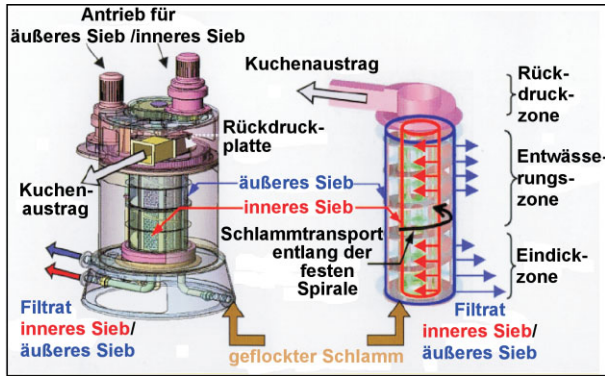 Antrieb für
äußeres Sieb /inneres Sieb
Rückdruck-
platte
Kuchen-
austrag
äußeres Sieb
inneres Sieb
Schlammtransport
entlang der
festen
Spirale
Filtrat
inneres Sieb/
äußeres Sieb
geflockter Schlamm
Kuchenaustrag
Rück-
druck-
zone
Entwäs-
serungs-
zone
Eindick-
zone
Filtrat
inneres Sieb/
äußeres Sieb